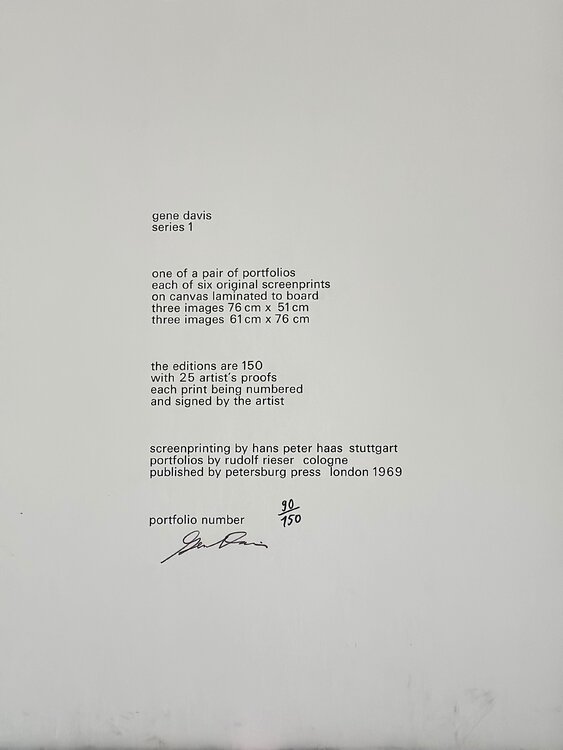 gene davis
series 1
one of a pair of portfolios
each of six original screenprints
on canvas laminated to board
three images 76 cm x 51 cm
three images 61 cm x 76 cm
the editions are 150
with 25 artist's proofs
each print being numbered
and signed by the artist
screenprinting by hans peter haas stuttgart
portfolios by rudolf rieser cologne
published by petersburg press london 1969
portfolio number 90/150
Gene Davis